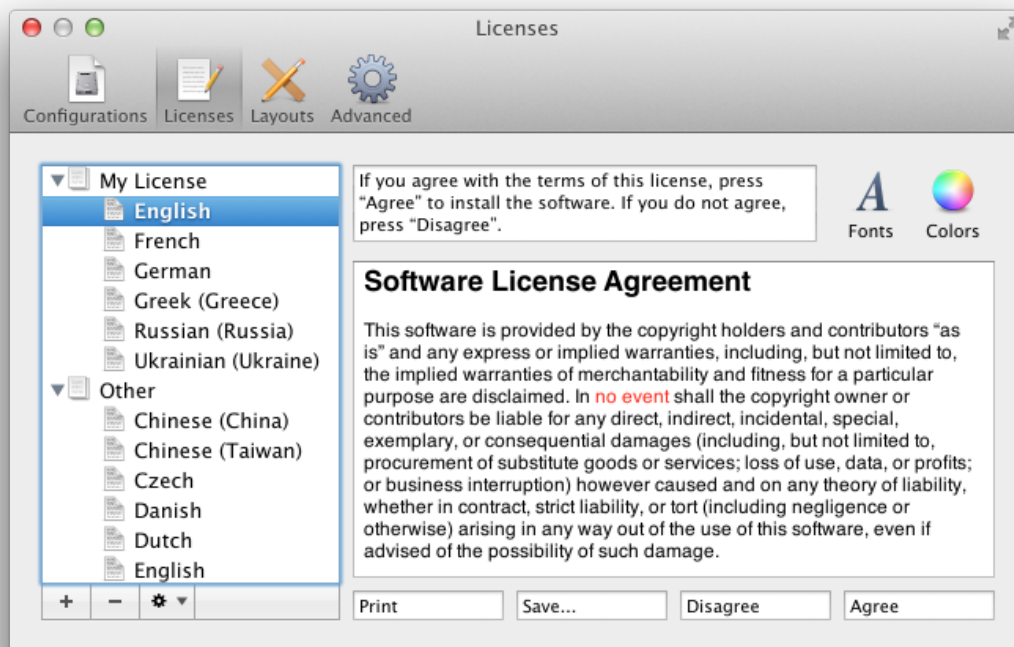 Licenses
Configurations
Licenses
Layouts
Advanced
My License
English
French
German
Greek (Greece)
Russian (Russia)
Ukrainian (Ukraine)
Other
Chinese (China)
Chinese (Taiwan)
Czech
Danish
Dutch
English
If you agree with the terms of this license, press
“Agree” to install the software. If you do not agree,
press “Disagree”.
Fonts
Colors
Software License Agreement
This software is provided by the copyright holders and contributors “as
is” and any express or implied warranties, including, but not limited to,
the implied warranties of merchantability and fitness for a particular
purpose are disclaimed. In no event shall the copyright owner or
contributors be liable for any direct, indirect, incidental, special,
exemplary, or consequential damages (including, but not limited to,
procurement of substitute goods or services; loss of use, data, or profits;
or business interruption) however caused and on any theory of liability,
whether in contract, strict liability, or tort (including negligence or
otherwise) arising in any way out of the use of this software, even if
advised of the possibility of such damage.
Print
Save...
Disagree
Agree